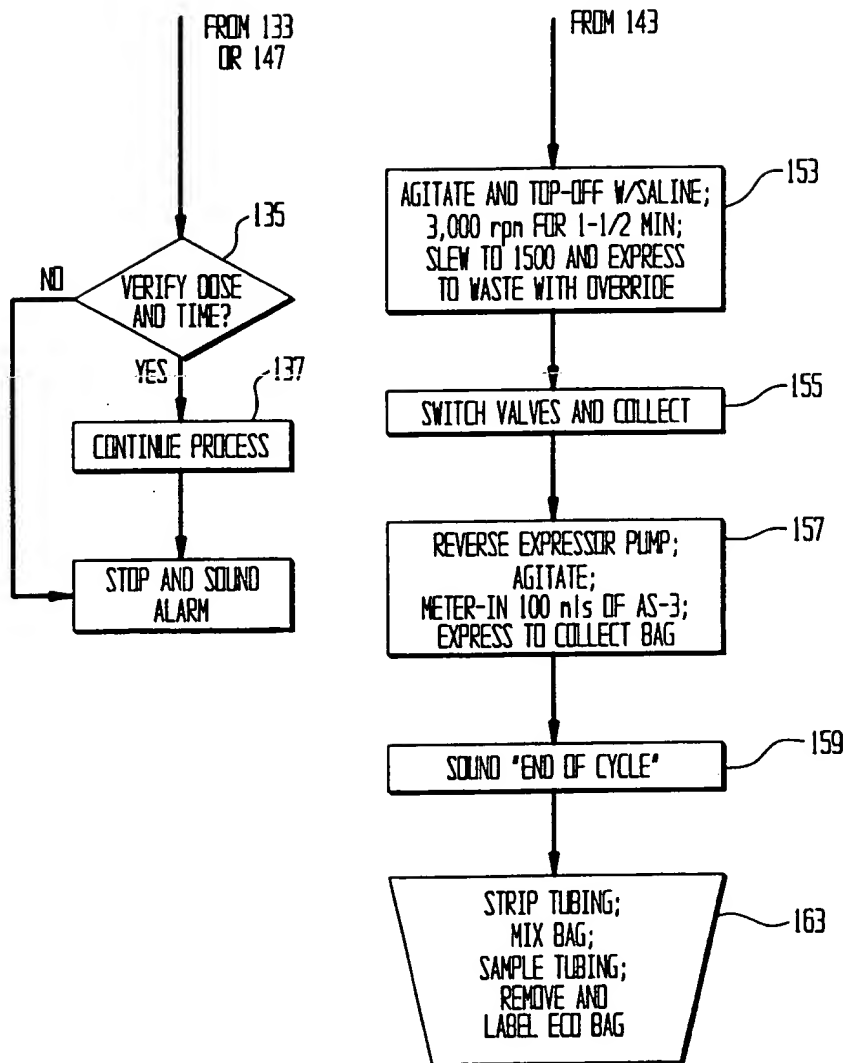 FROM 133
OR 147
135
NO
VERIFY DOSE
AND TIME?
YES
137
CONTINUE PROCESS
STOP AND SOUND
ALARM
FROM 143
153
AGITATE AND TOP-OFF W/SALINE;
3,000 rpm FOR 1-1/2 MIN;
SLEW TO 1500 AND EXPRESS
TO WASTE WITH OVERRIDE
155
SWITCH VALVES AND COLLECT
157
REVERSE EXPRESSOR PUMP;
AGITATE;
METER-IN 100 mls OF AS-3;
EXPRESS TO COLLECT BAG
159
SOUND "END OF CYCLE"
163
STRIP TUBING;
MIX BAG;
SAMPLE TUBING;
REMOVE AND
LABEL ECO BAG